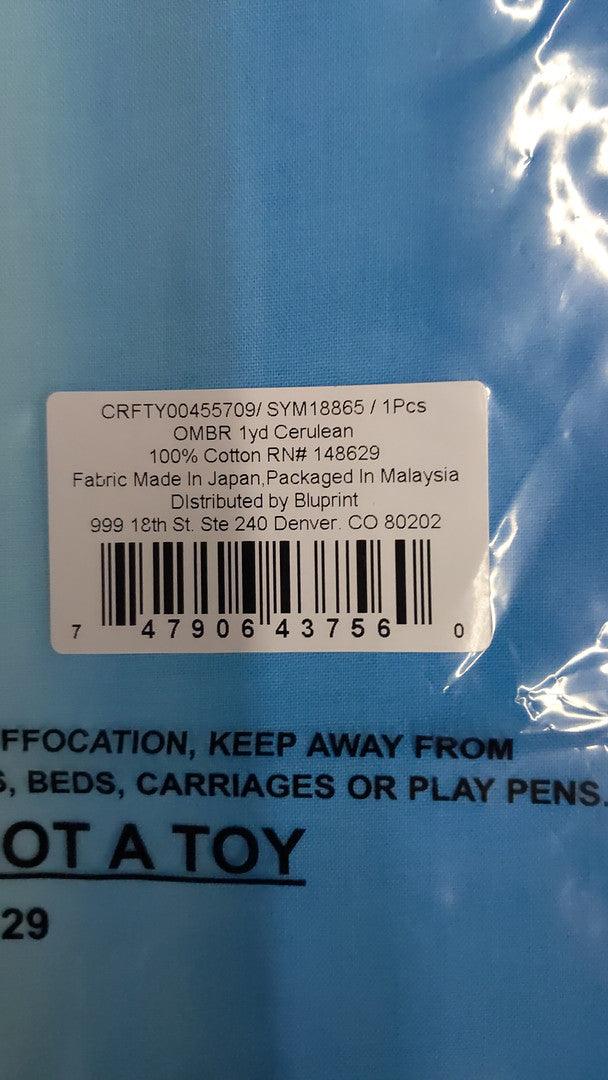 CRFTY00455709/ SYM18865 / 1Pcs
OMBR 1yd Cerulean
100% Cotton RN# 148629
Fabric Made In Japan,Packaged In Malaysia
DIstributed by Bluprint
999 18th St. Ste 240 Denver. CO 80202
7 47906 43756 0
FFOCATION, KEEP AWAY FROM
S, BEDS, CARRIAGES OR PLAY PENS.
OT A TOY
29